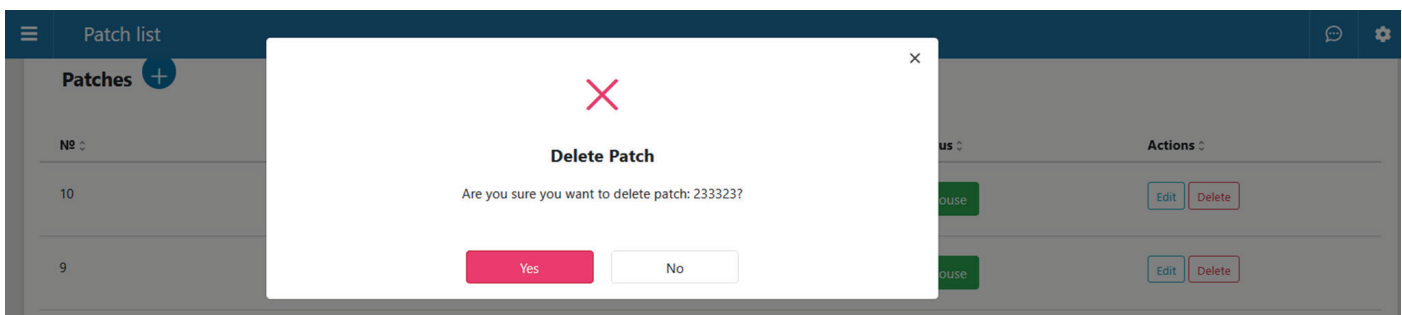 Patch list
Patches
Nº
us
Actions
Delete Patch
Are you sure you want to delete patch: 233323?
10
ouse
Edit
Delete
9
ouse
Edit
Delete
Yes
No